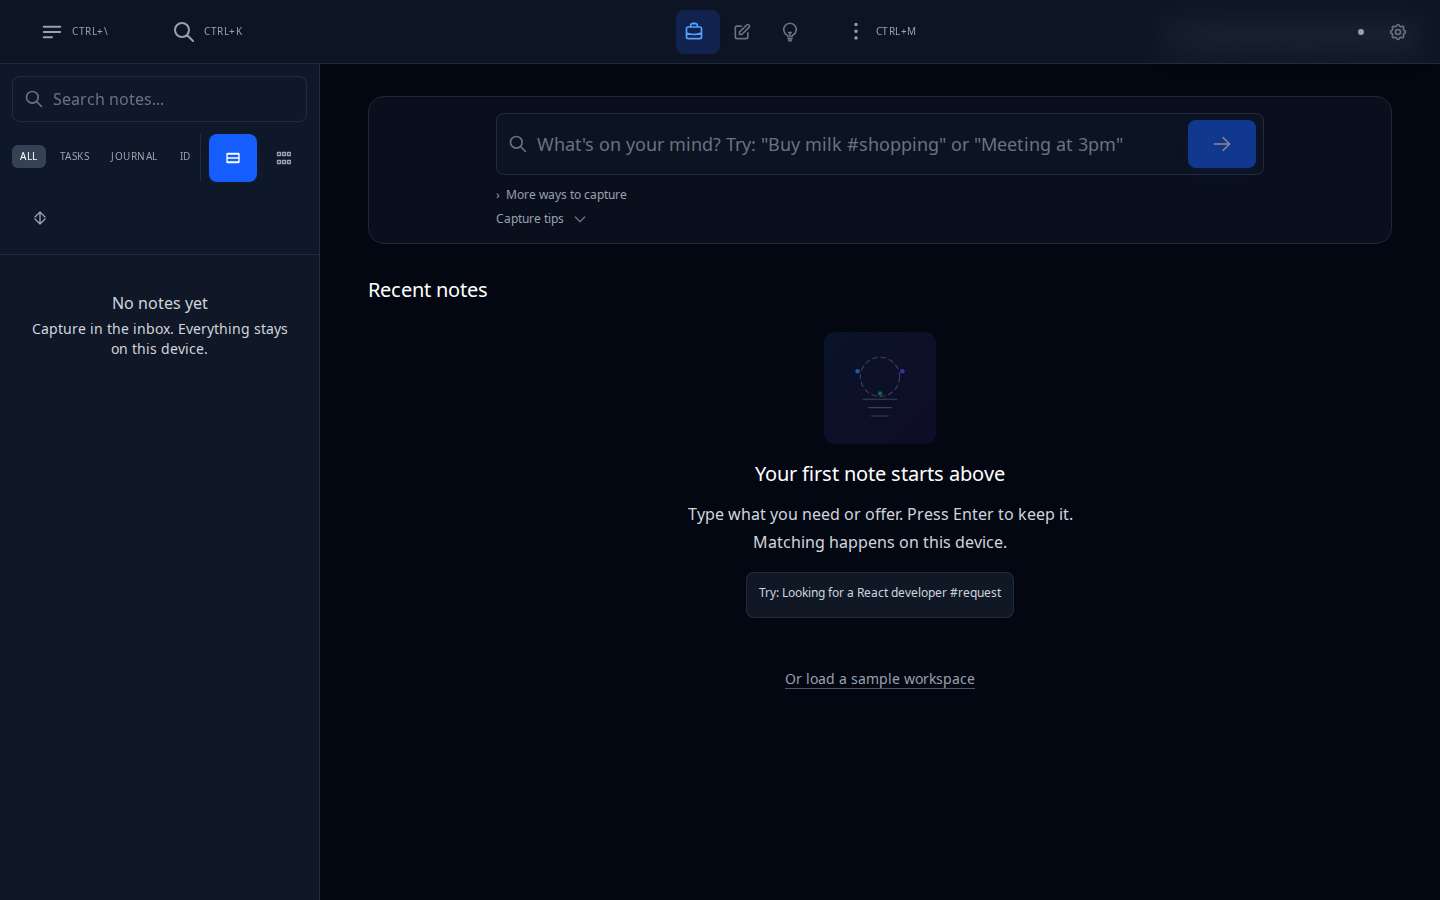 CTRL+\
CTRL+K
CTRL+M
Search notes...
ALL TASKS JOURNAL ID
What's on your mind? Try: "Buy milk #shopping" or "Meeting at 3pm"
› More ways to capture
Capture tips
No notes yet
Capture in the inbox. Everything stays
on this device.
Recent notes
Your first note starts above
Type what you need or offer. Press Enter to keep it.
Matching happens on this device.
Try: Looking for a React developer #request
Or load a sample workspace